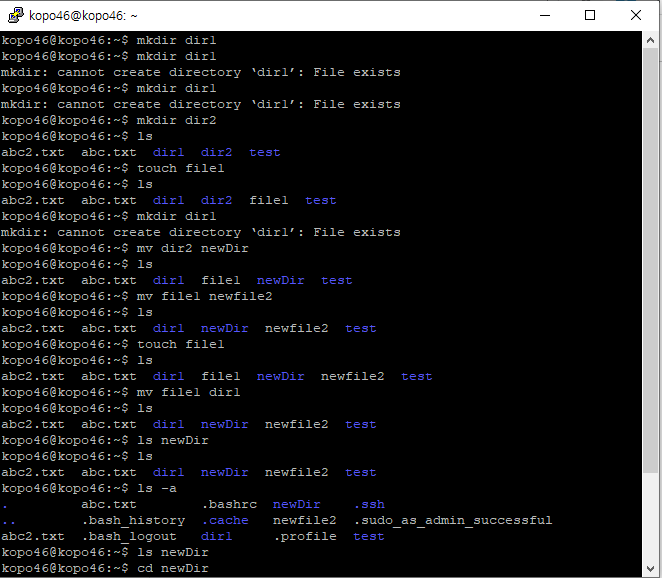 kopo46@kopo46: ~
kopo46@kopo46:~$ mkdir dir1
kopo46@kopo46:~$ mkdir dir1
mkdir: cannot create directory ‘dir1’: File exists
kopo46@kopo46:~$ mkdir dir1
mkdir: cannot create directory ‘dir1’: File exists
kopo46@kopo46:~$ mkdir dir2
kopo46@kopo46:~$ ls
abc2.txt  abc.txt  dir1  dir2  test
kopo46@kopo46:~$ touch file1
kopo46@kopo46:~$ ls
abc2.txt  abc.txt  dir1  dir2  file1  test
kopo46@kopo46:~$ mkdir dir1
mkdir: cannot create directory ‘dir1’: File exists
kopo46@kopo46:~$ mv dir2 newDir
kopo46@kopo46:~$ ls
abc2.txt  abc.txt  dir1  file1  newDir  test
kopo46@kopo46:~$ mv file1 newfile2
kopo46@kopo46:~$ ls
abc2.txt  abc.txt  dir1  newDir  newfile2  test
kopo46@kopo46:~$ touch file1
kopo46@kopo46:~$ ls
abc2.txt  abc.txt  dir1  file1  newDir  newfile2  test
kopo46@kopo46:~$ mv file1 dir1
kopo46@kopo46:~$ ls
abc2.txt  abc.txt  dir1  newDir  newfile2  test
kopo46@kopo46:~$ ls newDir
kopo46@kopo46:~$ ls
abc2.txt  abc.txt  dir1  newDir  newfile2  test
kopo46@kopo46:~$ ls -a
.         abc.txt        .bashrc  newDir    .ssh
..        .bash_history  .cache   newfile2  .sudo_as_admin_successful
abc2.txt  .bash_logout   dir1     .profile  test
kopo46@kopo46:~$ ls newDir
kopo46@kopo46:~$ cd newDir